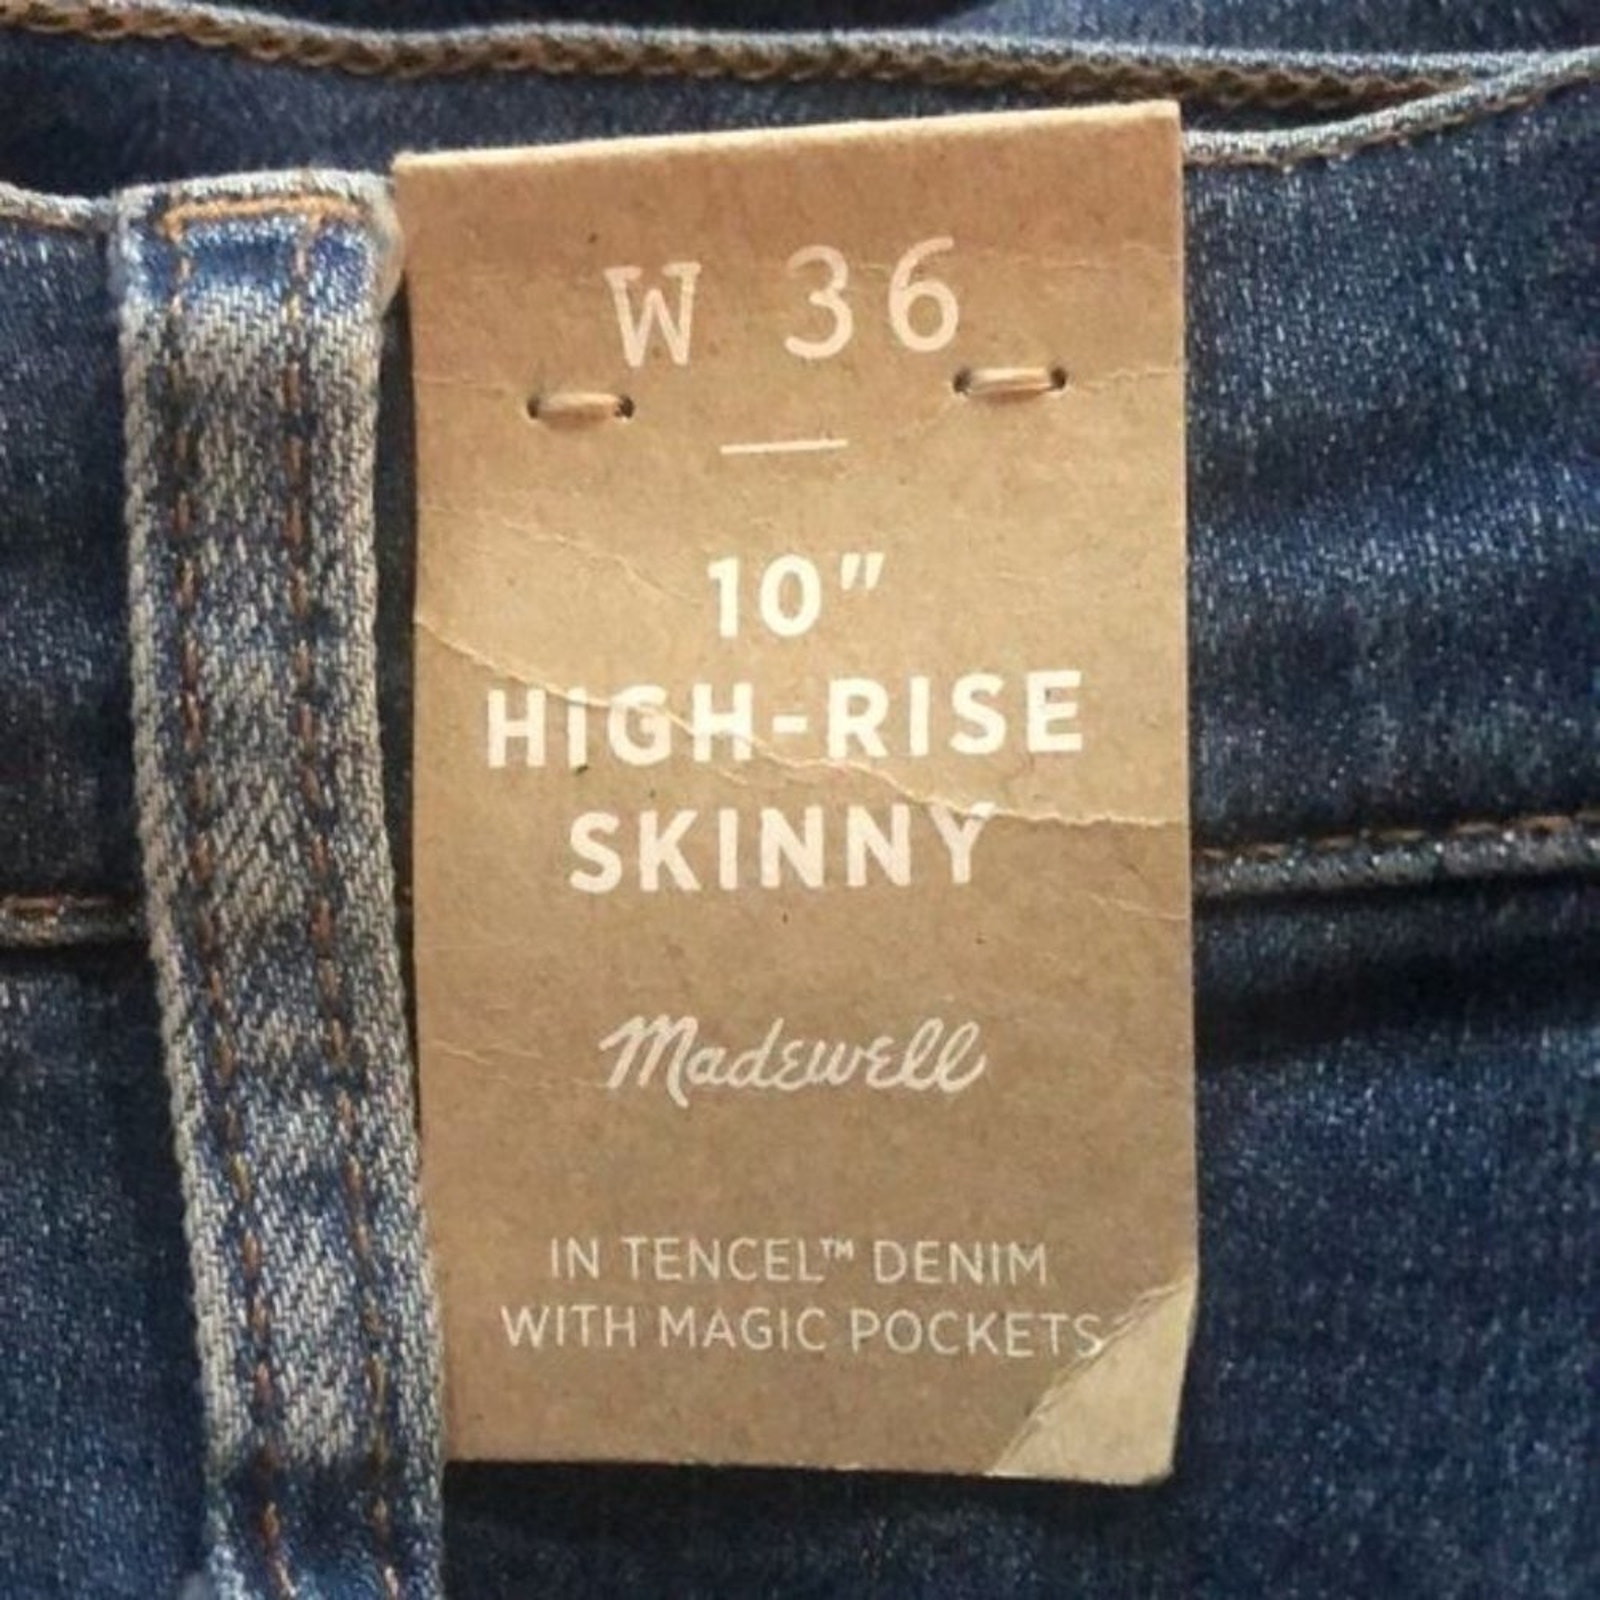 W 36
10"
HIGH-RISE
SKINNY
Madewell
IN TENCEL™ DENIM
WITH MAGIC POCKETS